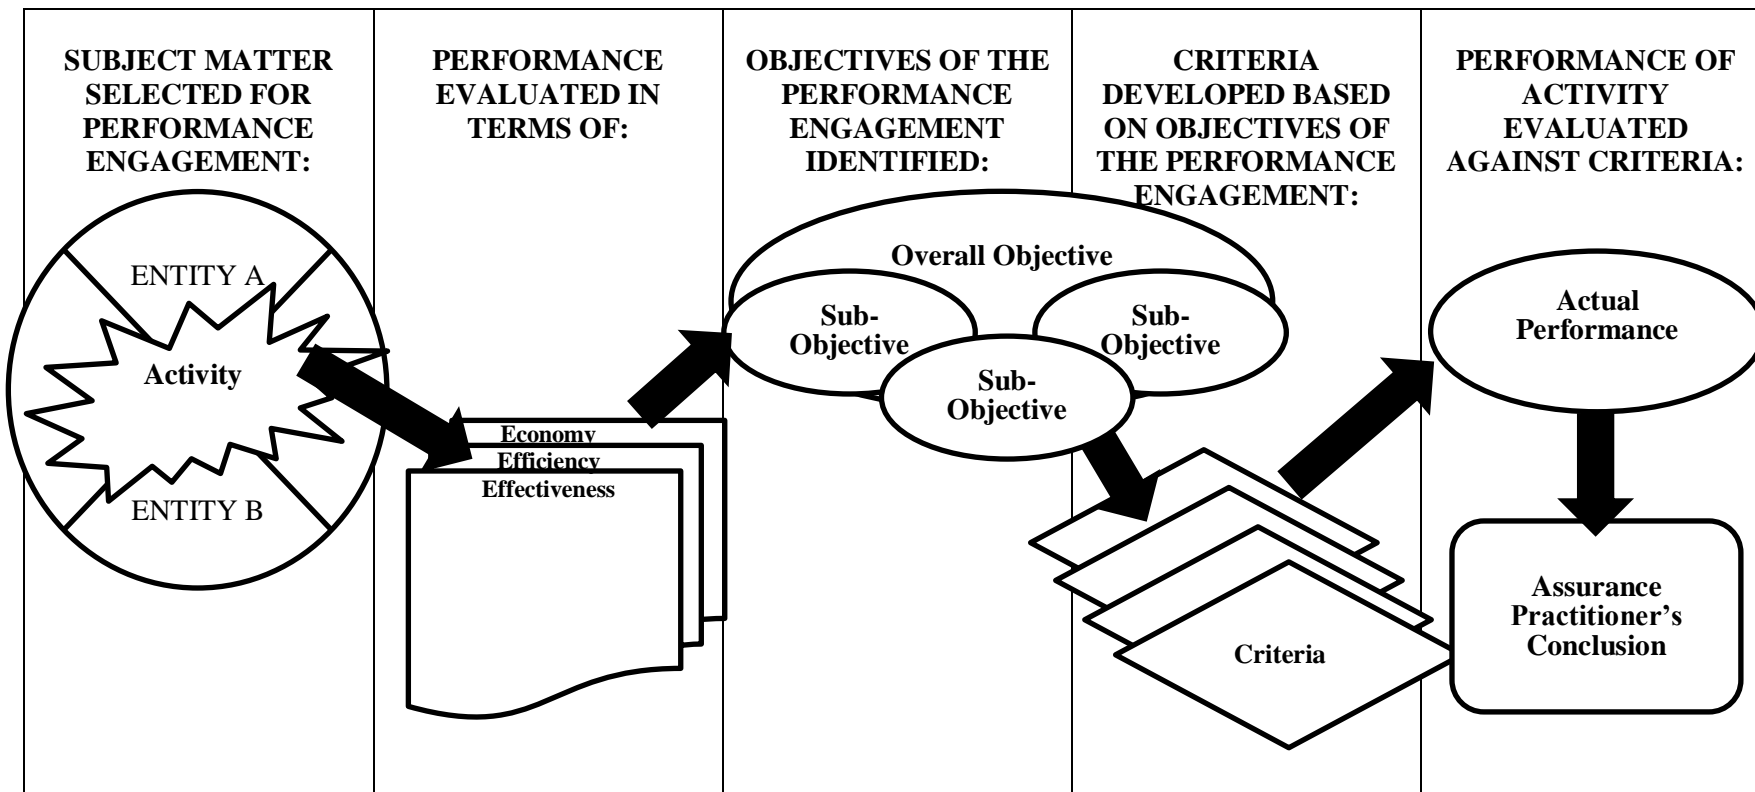 SUBJECT MATTER
SELECTED FOR
PERFORMANCE
ENGAGEMENT:
PERFORMANCE
EVALUATED IN
TERMS OF:
OBJECTIVES OF THE
PERFORMANCE
ENGAGEMENT
IDENTIFIED:
CRITERIA
DEVELOPED BASED
ON OBJECTIVES OF
THE PERFORMANCE
ENGAGEMENT:
PERFORMANCE OF
ACTIVITY
EVALUATED
AGAINST CRITERIA:
ENTITY A
Activity
ENTITY B
Economy
Efficiency
Effectiveness
Overall Objective
Sub-
Objective
Sub-
Objective
Sub-
Objective
Criteria
Actual
Performance
Assurance
Practitioner’s
Conclusion